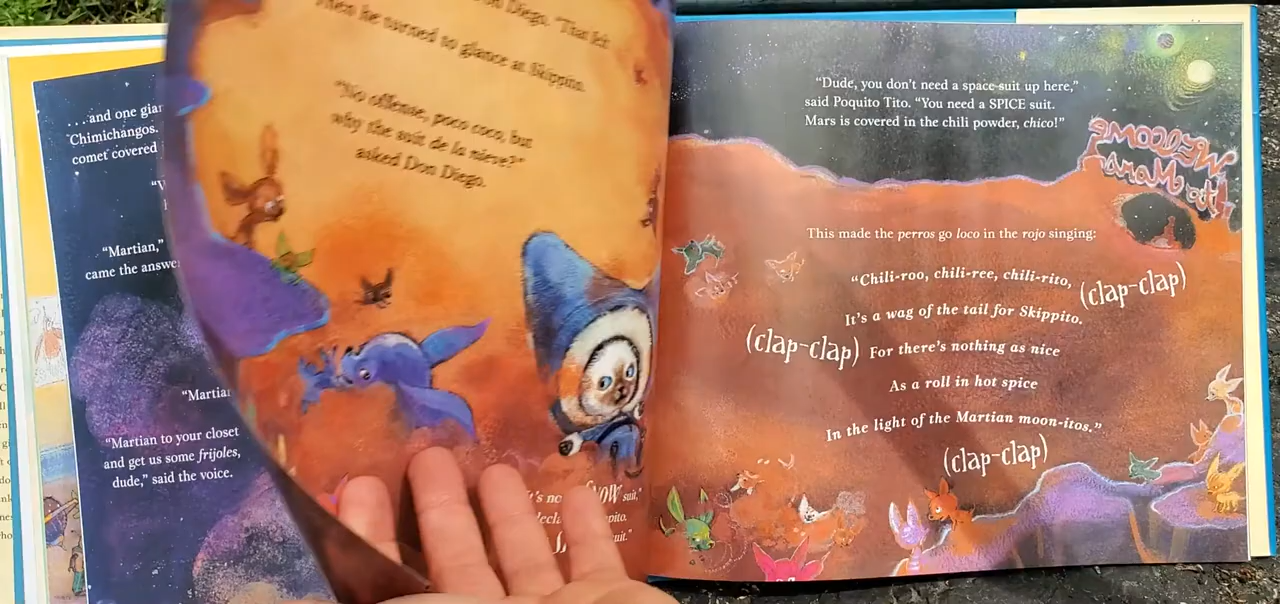 ...and one giar
Chimichangos.
comet covered
"Martian,"
came the answe
"Martia
"Martian to your closet
and get us some frijoles,
dude," said the voice.
on Diego. "That felt
he turned to glance at Skippito.
"No offense, poco coco, but
why the suit de la nieve?"
asked Don Diego.
SNOW suit,"
"Dude, you don't need a space suit up here,"
said Poquito Tito. "You need a SPICE suit.
Mars is covered in the chili powder, chico!"
WELCOME
to Mars
This made the perros go loco in the rojo singing:
"Chili-roo, chili-ree, chili-rito, (clap-clap)
It's a wag of the tail for Skippito.
(clap-clap) For there's nothing as nice
As a roll in hot spice
In the light of the Martian moon-itos."
(clap-clap)